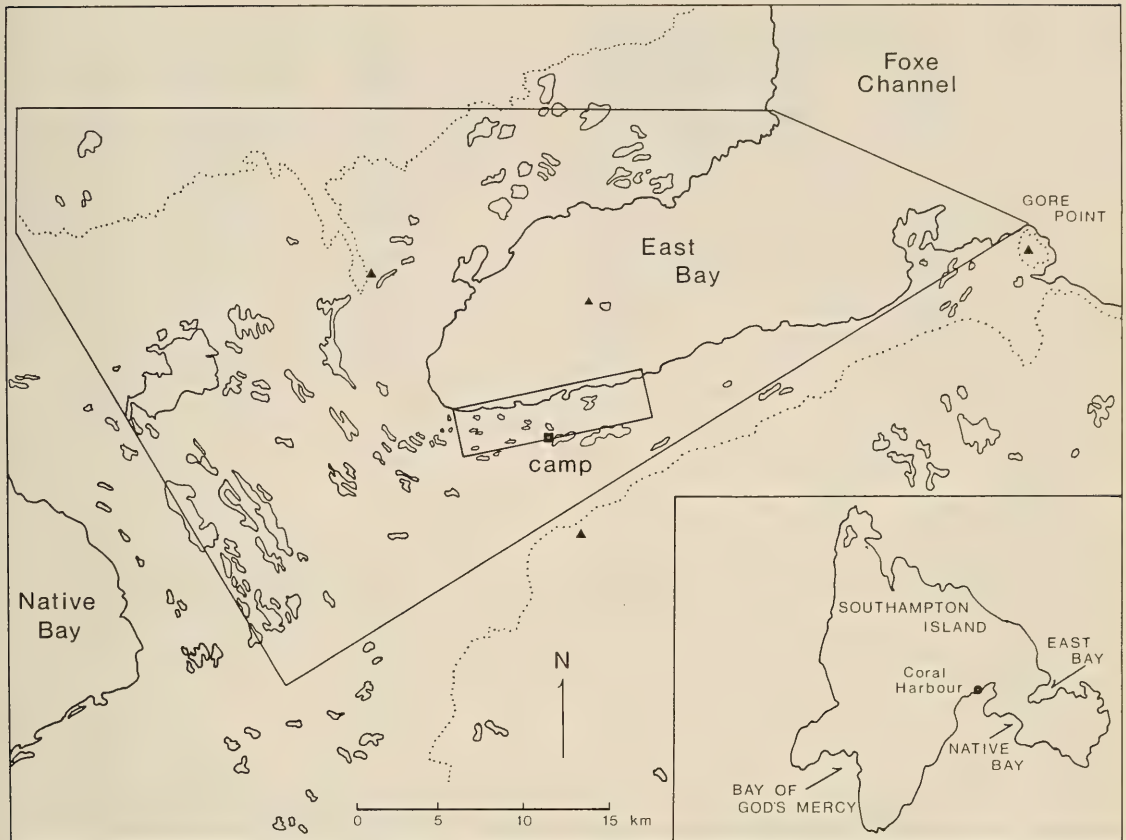 Foxe
Channel
GORE
POINT
East
Bay
camp
Native
Bay
N
0 5 10 15 km
SOUTHAMPTON
ISLAND
EAST
BAY
Coral
Harbour
NATIVE
BAY
BAY OF
GOD'S MERCY